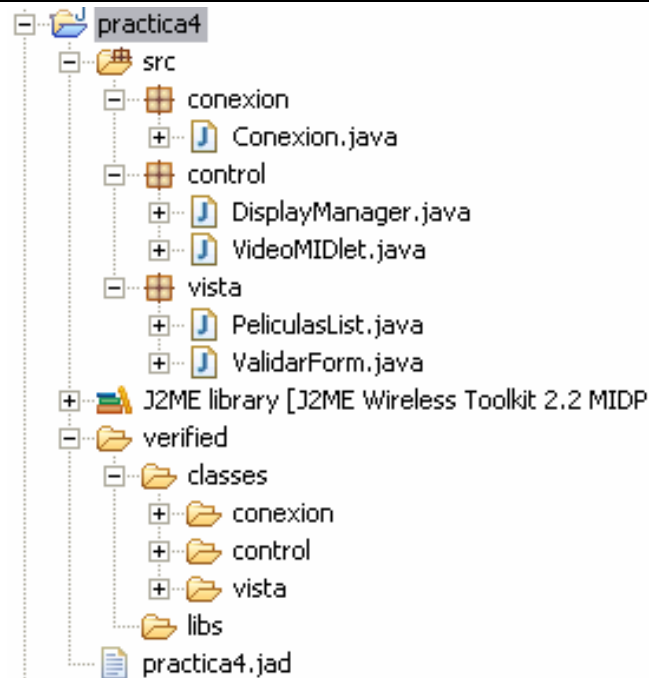 practica4
src
conexion
Conexion.java
control
DisplayManager.java
VideoMIDlet.java
vista
PeliculasList.java
ValidarForm.java
J2ME library [J2ME Wireless Toolkit 2.2 MIDP
verified
classes
conexion
control
vista
libs
practica4.jad